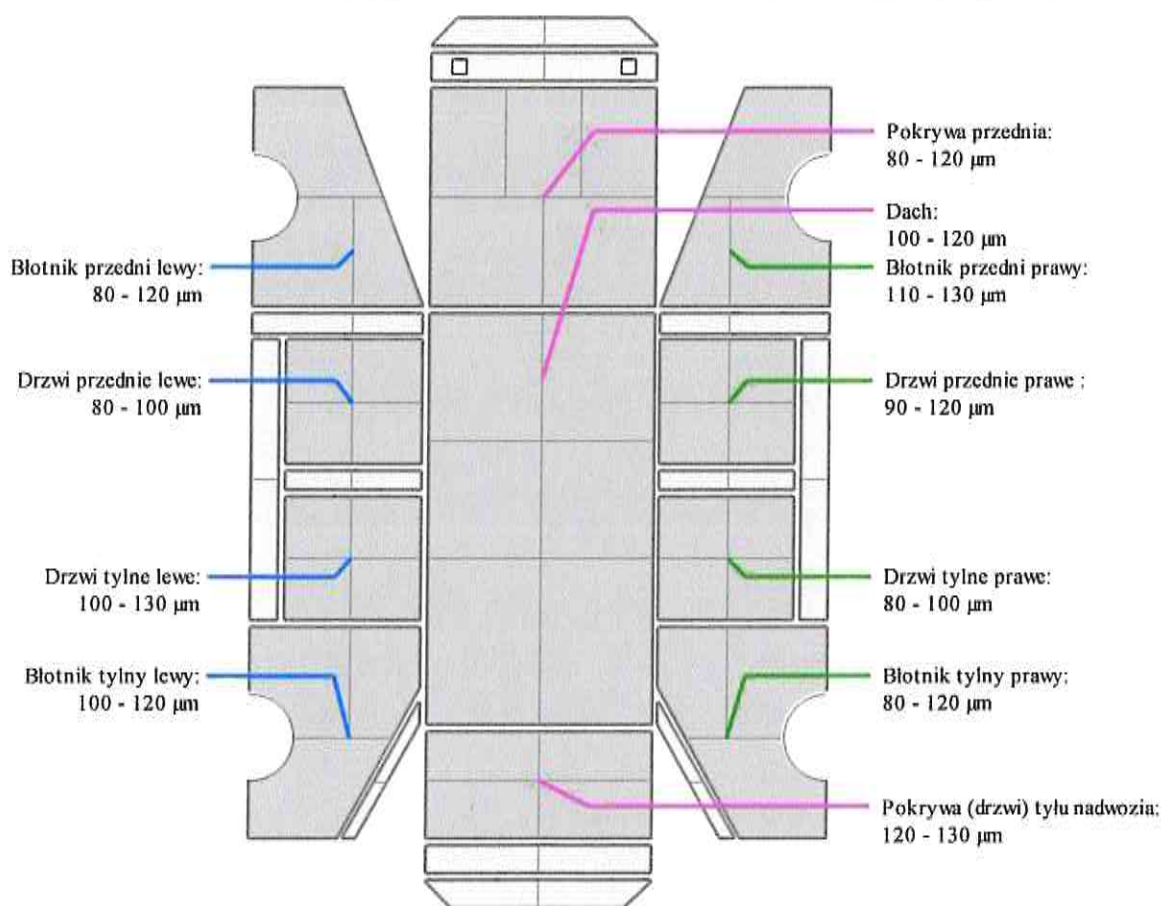 Pokrywa przednia:
80 - 120 µm
Dach:
100 - 120 µm
Błotnik przedni lewy:
80 - 120 µm
Błotnik przedni prawy:
110 - 130 µm
Drzwi przednie lewe:
80 - 100 µm
Drzwi przednie prawe :
90 - 120 µm
Drzwi tylne lewe:
100 - 130 µm
Drzwi tylne prawe:
80 - 100 µm
Błotnik tylny lewy:
100 - 120 µm
Błotnik tylny prawy:
80 - 120 µm
Pokrywa (drzwi) tyłu nadwozia:
120 - 130 µm